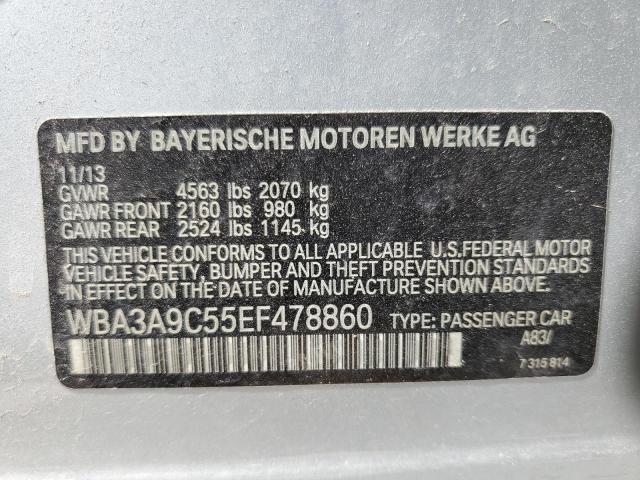 MFD BY BAYERISCHE MOTOREN WERKE AG
11/13
GVWR 4563 lbs 2070 kg
GAWR FRONT 2160 lbs 980 kg
GAWR REAR 2524 lbs 1145 kg
THIS VEHICLE CONFORMS TO ALL APPLICABLE U.S.FEDERAL MOTOR
VEHICLE SAFETY, BUMPER AND THEFT PREVENTION STANDARDS
IN EFFECT ON THE DATE OF MANUFACTURE SHOWN ABOVE.
WBA3A9C55EF478860 TYPE: PASSENGER CAR
A83/
7 315 814